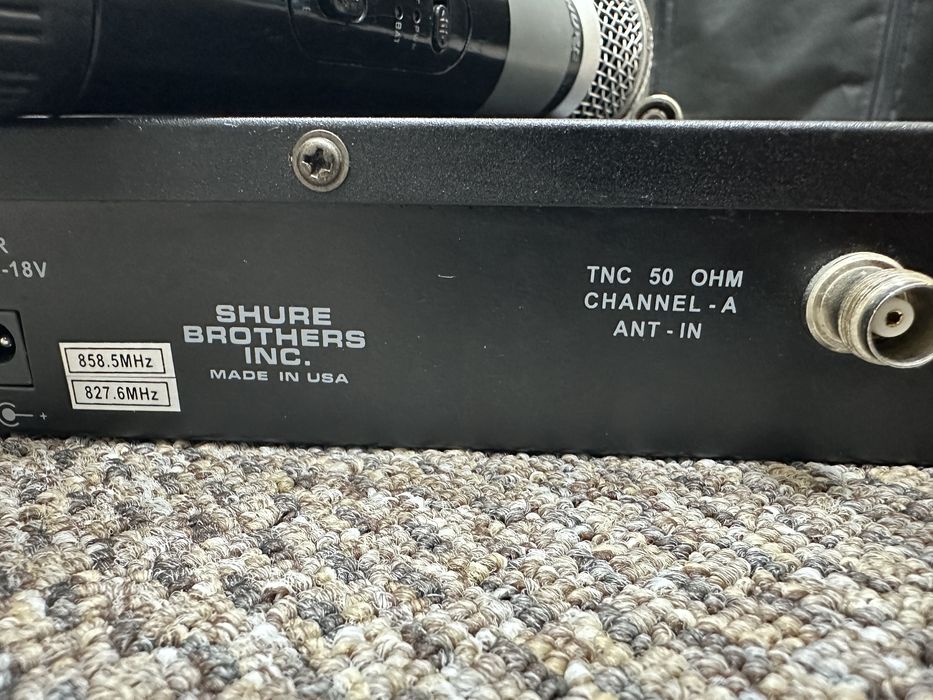 R
-18V
858.5MHz
827.6MHz
+
SHURE
BROTHERS
INC.
MADE IN USA
TNC 50 OHM
CHANNEL-A
ANT-IN